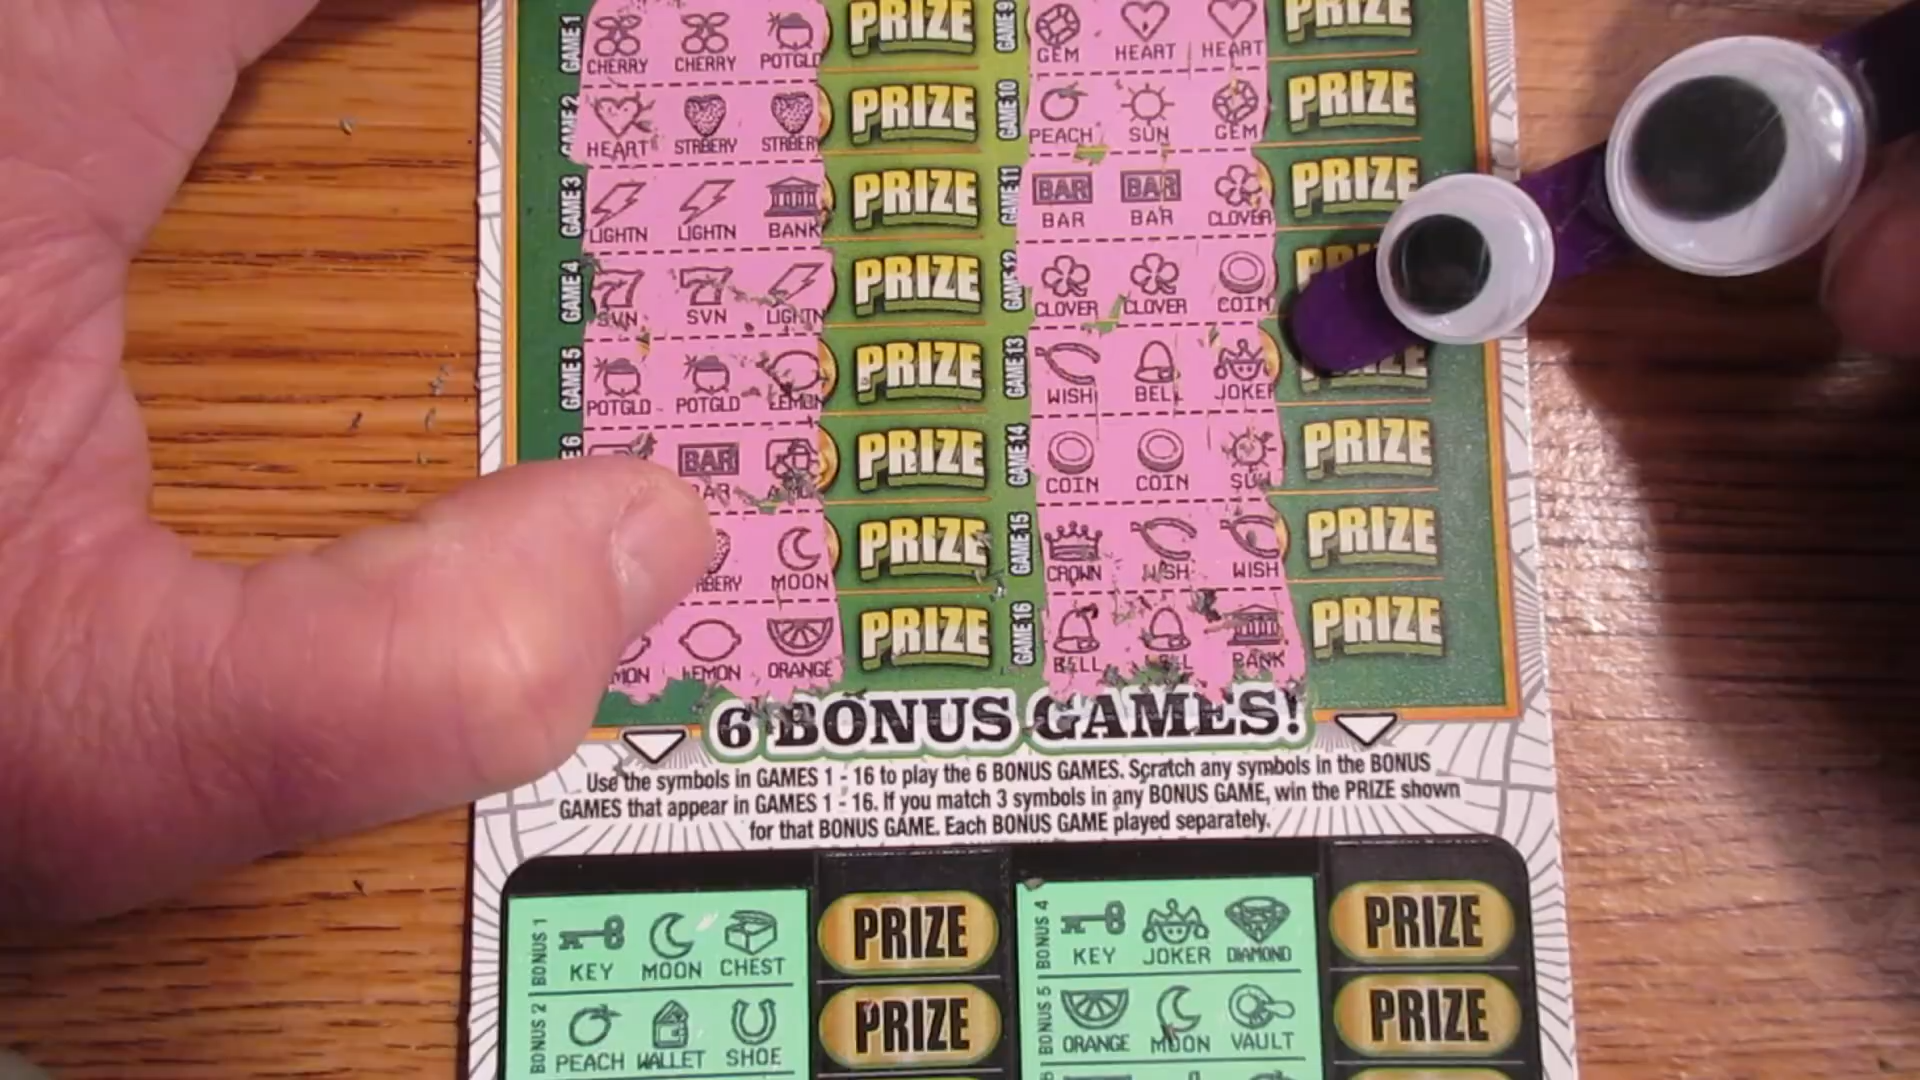 GAME 1 CHERRY CHERRY POTGLD PRIZE
GAME 2 HEART STRBERY STRBERY PRIZE
GAME 3 LIGHTN LIGHTN BANK PRIZE
GAME 4 SVN SVN LIGHTN PRIZE
GAME 5 POTGLD POTGLD LEMON PRIZE
6 BAR PRIZE
MOON PRIZE
LEMON ORANGE PRIZE
GAME 9 GEM HEART HEART PRIZE
GAME 10 PEACH SUN GEM PRIZE
GAME 11 BAR BAR BAR BAR CLOVER PRIZE
GAME 12 CLOVER CLOVER COIN
GAME 13 WISH BELL JOKER
GAME 14 COIN COIN SUN PRIZE
GAME 15 CROWN WISH WISH PRIZE
GAME 16 BELL BELL BANK PRIZE
6 BONUS GAMES!
Use the symbols in GAMES 1 - 16 to play the 6 BONUS GAMES. Scratch any symbols in the BONUS
GAMES that appear in GAMES 1 - 16. If you match 3 symbols in any BONUS GAME, win the PRIZE shown
for that BONUS GAME. Each BONUS GAME played separately.
BONUS 1 KEY MOON CHEST PRIZE
BONUS 2 PEACH WALLET SHOE PRIZE
BONUS 4 KEY JOKER DIAMOND PRIZE
BONUS 5 ORANGE MOON VAULT PRIZE